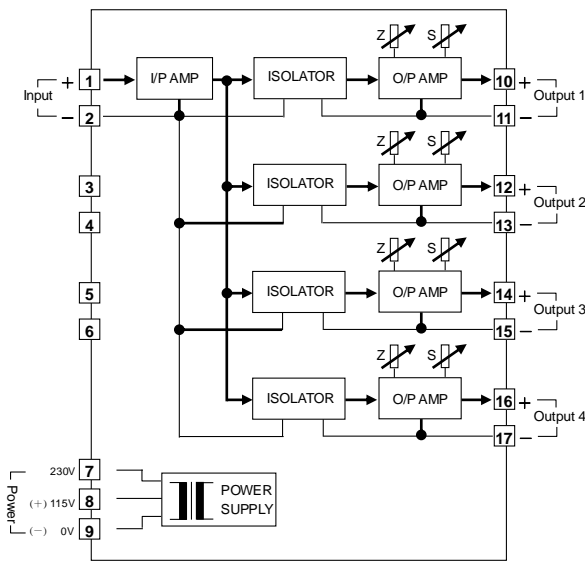 Z S
Input + 1 I/P AMP ISOLATOR O/P AMP 10 + Output 1
− 2 11 −
Z S
3 ISOLATOR O/P AMP 12 + Output 2
4 13 −
Z S
5 ISOLATOR O/P AMP 14 + Output 3
6 15 −
Z S
ISOLATOR O/P AMP 16 + Output 4
17 −
Power
230V 7
(+) 115V 8 POWER
SUPPLY
(−) 0V 9